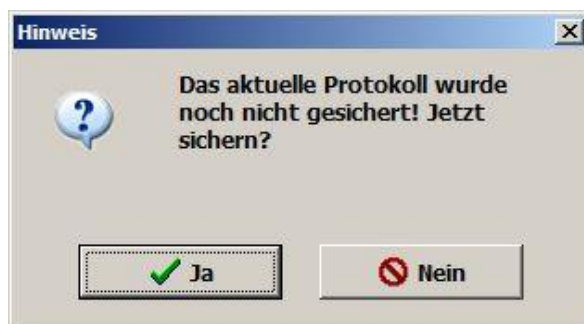 Hinweis
Das aktuelle Protokoll wurde
noch nicht gesichert! Jetzt
sichern?
Ja
Nein